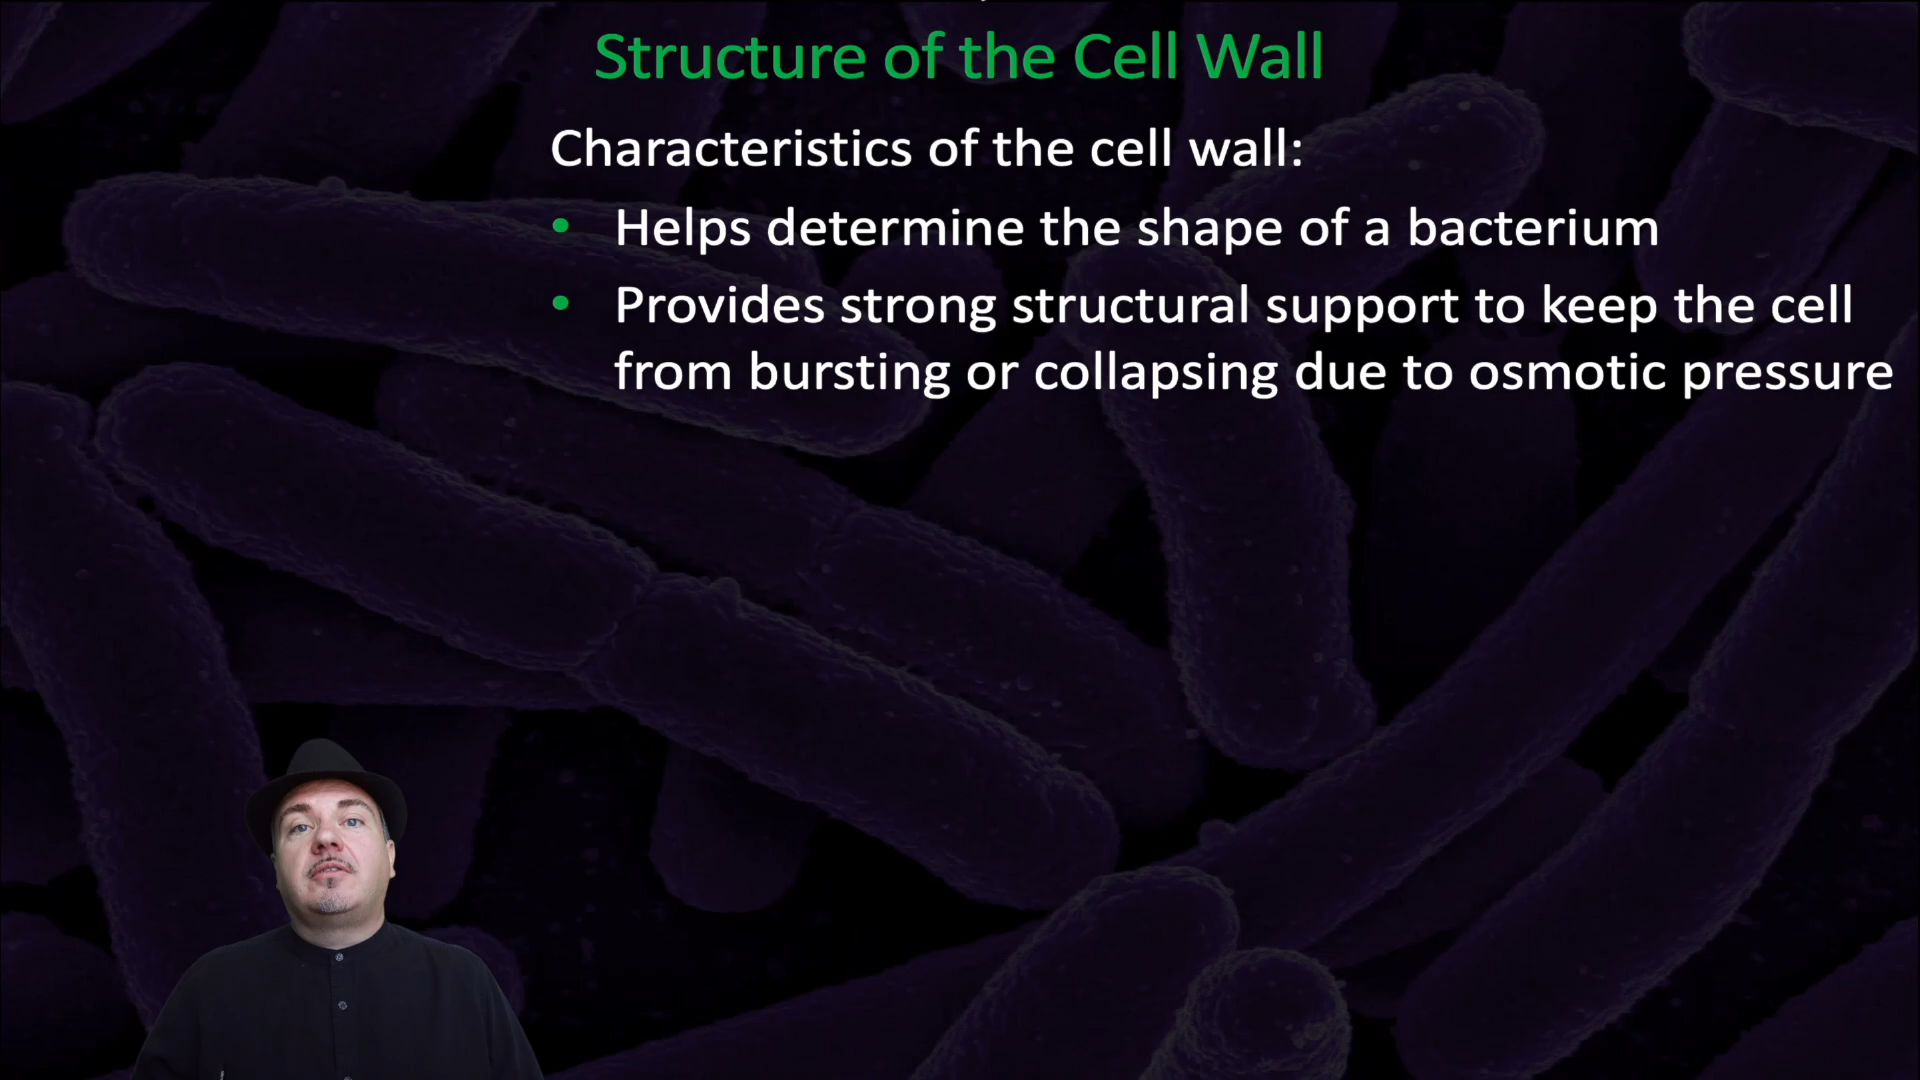 Structure of the Cell Wall
Characteristics of the cell wall:
• Helps determine the shape of a bacterium
• Provides strong structural support to keep the cell
from bursting or collapsing due to osmotic pressure